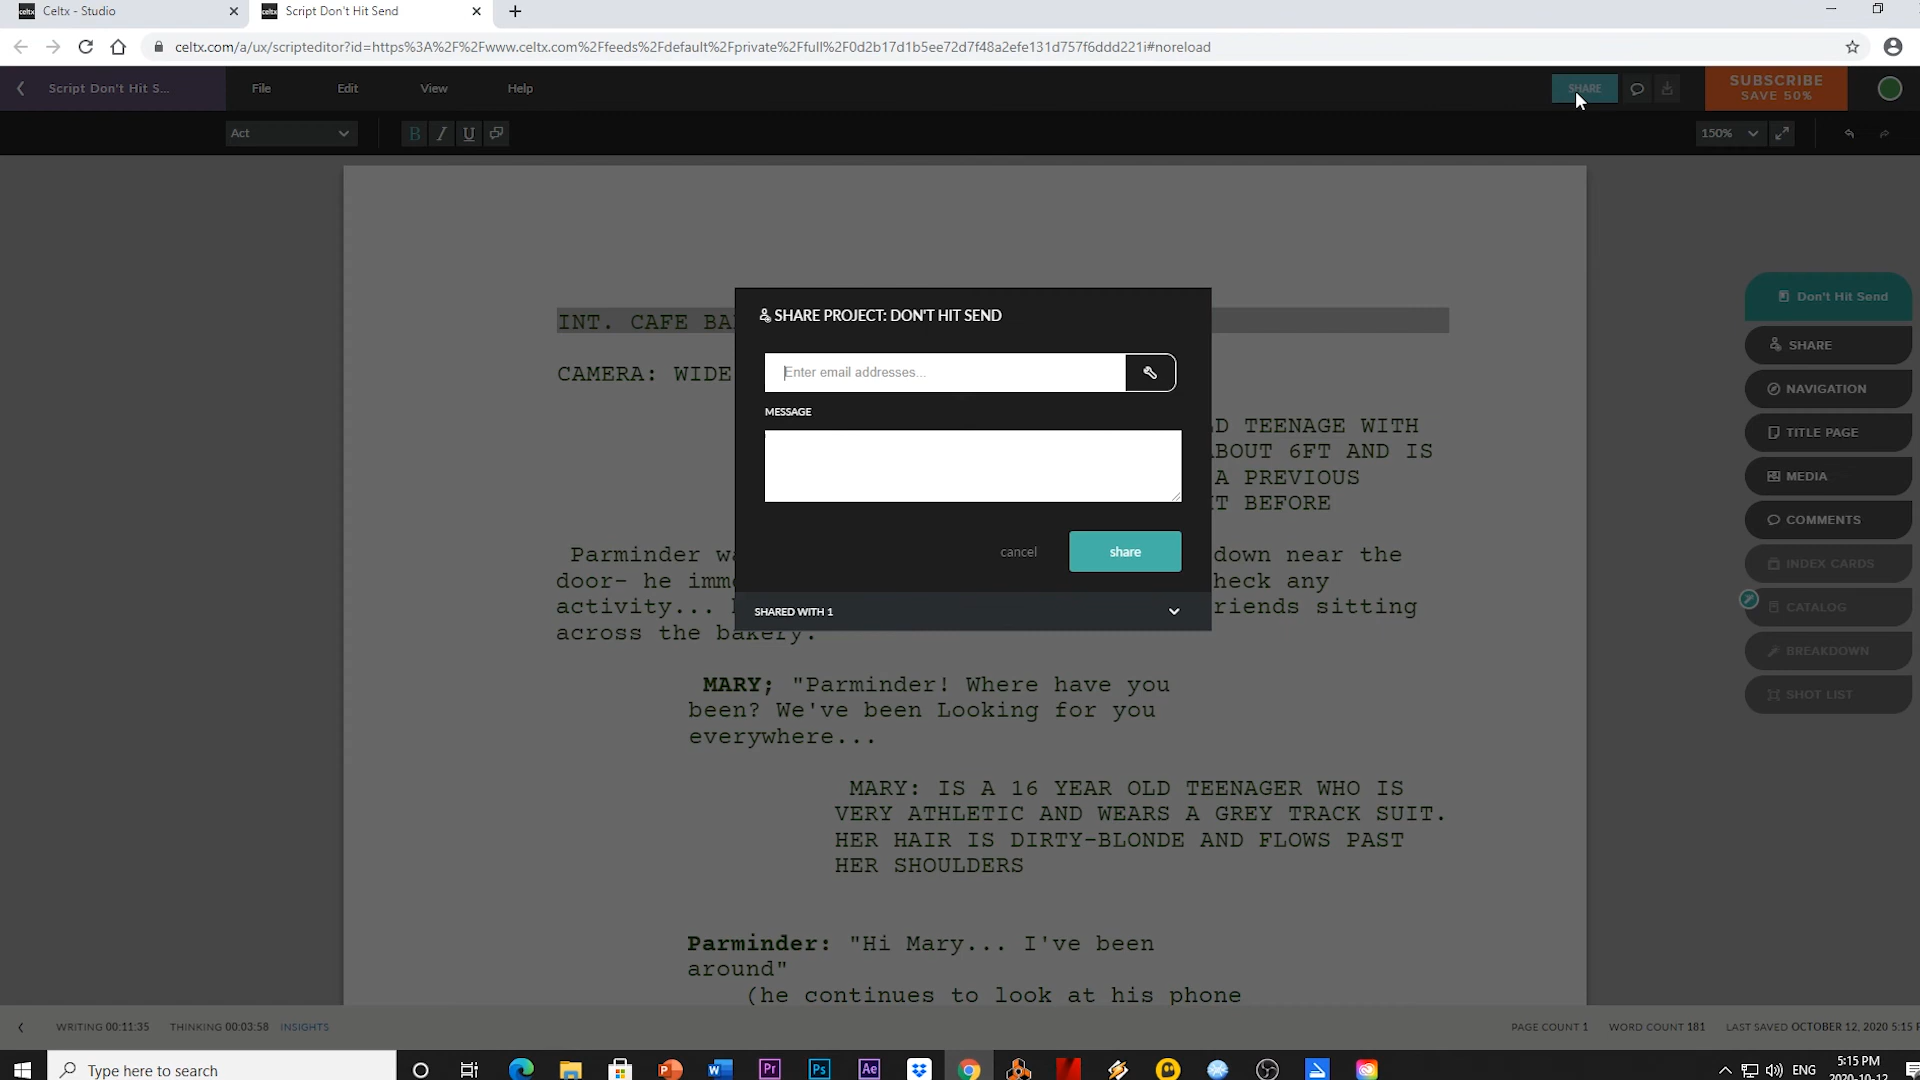 Celtx - Studio
Script Don't Hit Send
celtx.com/a/ux/scripteditor?id=https%3A%2F%2Fwww.celtx.com%2Ffeeds%2Fdefault%2Fprivate%2Ffull%2F0d2b17d1b5ee72d7f48a2efe131d757f6ddd221i#noreload
Script Don't Hit S...
File
Edit
View
Help
SHARE
SUBSCRIBE
SAVE 50%
Act
B I U
150%
SHARE PROJECT: DON'T HIT SEND
Enter email addresses...
MESSAGE
cancel
share
SHARED WITH 1
INT. CAFE BA
CAMERA: WIDE
D TEENAGE WITH
BOUT 6FT AND IS
A PREVIOUS
T BEFORE
Parminder w down near the
door- he imm heck any
activity... riends sitting
across the bakery.
MARY; "Parminder! Where have you
been? We've been Looking for you
everywhere...
MARY: IS A 16 YEAR OLD TEENAGER WHO IS
VERY ATHLETIC AND WEARS A GREY TRACK SUIT.
HER HAIR IS DIRTY-BLONDE AND FLOWS PAST
HER SHOULDERS
Parminder: "Hi Mary... I've been
around"
(he continues to look at his phone
Don't Hit Send
SHARE
NAVIGATION
TITLE PAGE
MEDIA
COMMENTS
INDEX CARDS
CATALOG
BREAKDOWN
SHOT LIST
WRITING 00:11:35
THINKING 00:03:58
INSIGHTS
PAGE COUNT 1
WORD COUNT 181
LAST SAVED OCTOBER 12, 2020 5:15 P
Type here to search
ENG
5:15 PM
2020-10-12